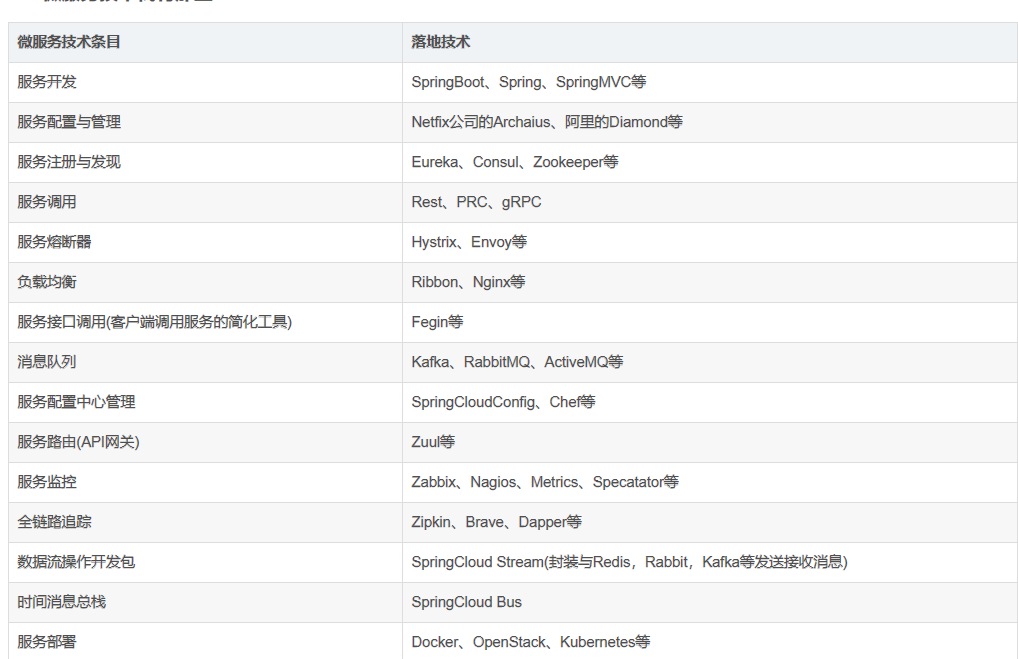 微服务技术条目 落地技术
服务开发 SpringBoot、Spring、SpringMVC等
服务配置与管理 Netfix公司的Archaius、阿里的Diamond等
服务注册与发现 Eureka、Consul、Zookeeper等
服务调用 Rest、PRC、gRPC
服务熔断器 Hystrix、Envoy等
负载均衡 Ribbon、Nginx等
服务接口调用(客户端调用服务的简化工具) Fegin等
消息队列 Kafka、RabbitMQ、ActiveMQ等
服务配置中心管理 SpringCloudConfig、Chef等
服务路由(API网关) Zuul等
服务监控 Zabbix、Nagios、Metrics、Specatator等
全链路追踪 Zipkin、Brave、Dapper等
数据流操作开发包 SpringCloud Stream(封装与Redis，Rabbit，Kafka等发送接收消息)
时间消息总栈 SpringCloud Bus
服务部署 Docker、OpenStack、Kubernetes等